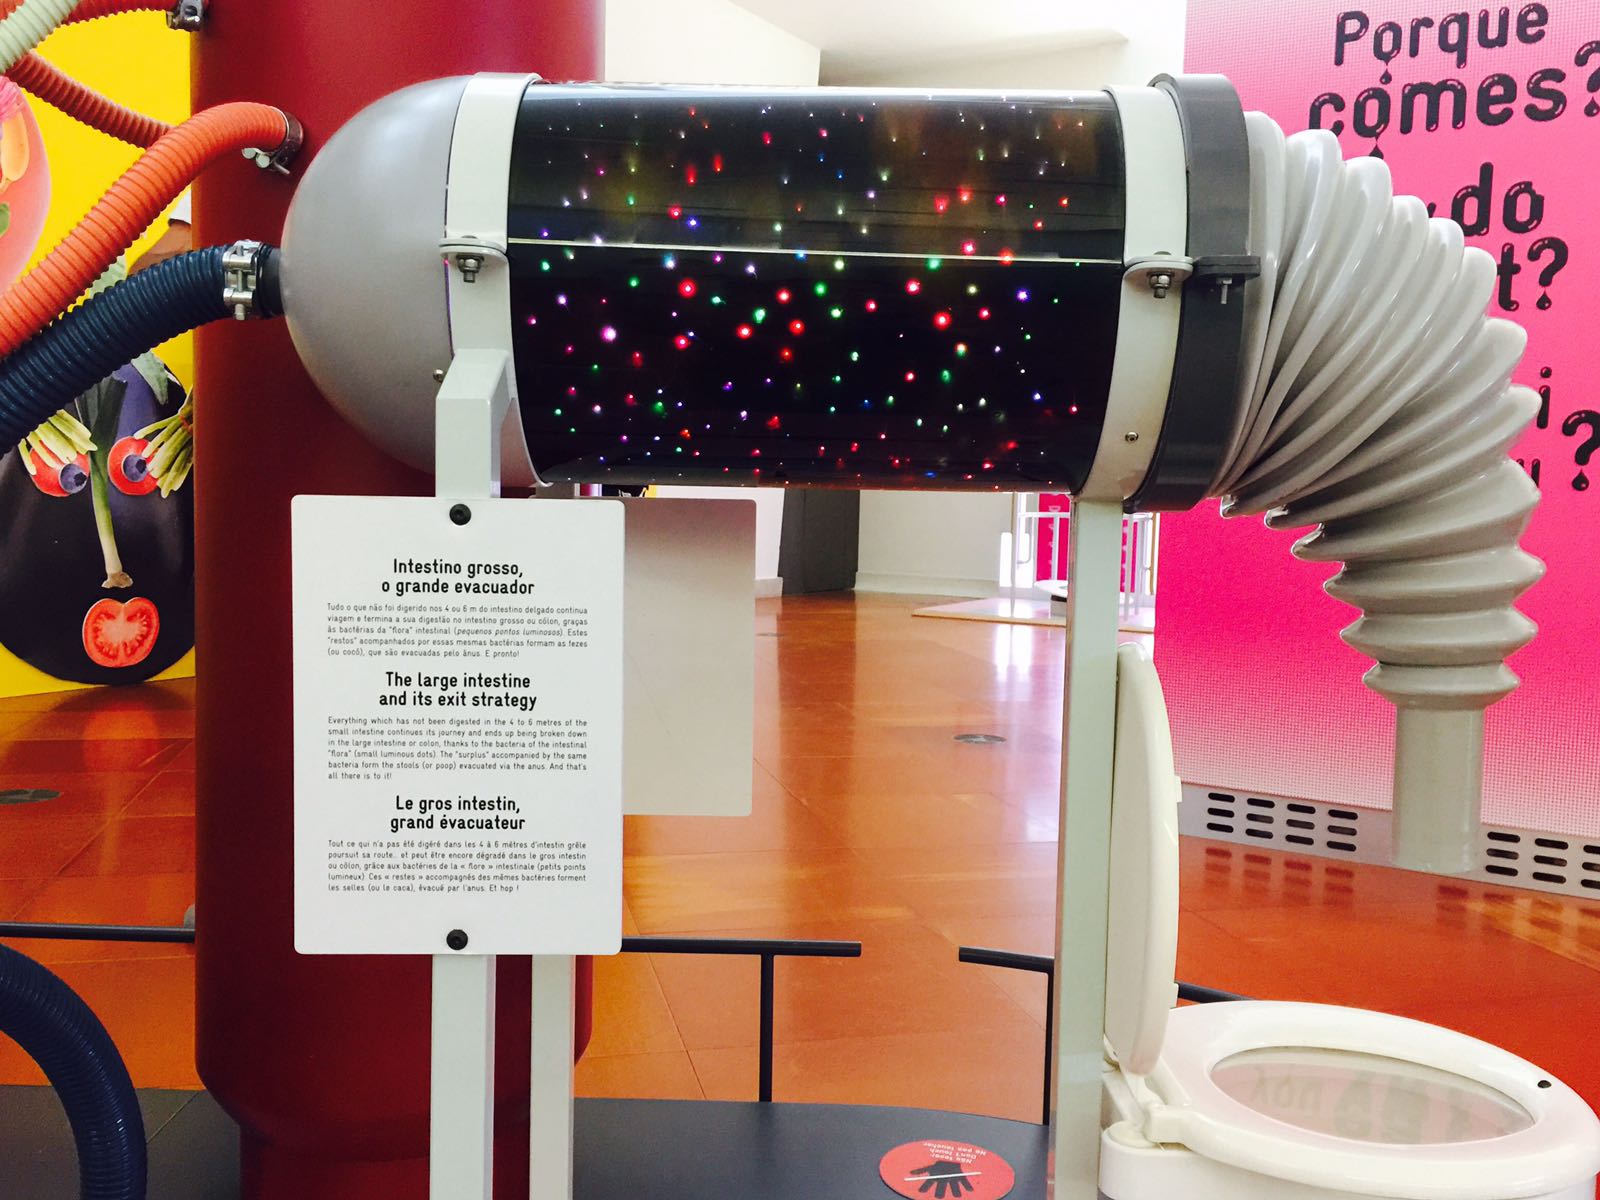 Porque
comes?
do
t?
i
?
Intestino grosso,
o grande evacuador
Tudo o que não foi digerido nos 4 ou 6 m do intestino delgado continua
viagem e termina a sua digestão no intestino grosso ou cólon, graças
às bactérias da "flora" intestinal (pequenos pontos luminosos). Estes
"restos" acompanhados por essas mesmas bactérias formam as fezes
(ou cocó), que são evacuadas pelo ânus. E pronto!
The large intestine
and its exit strategy
Everything which has not been digested in the 4 to 6 metres of the
small intestine continues its journey and ends up being broken down
in the large intestine or colon, thanks to the bacteria of the intestinal
"flora" (small luminous dots). The "surplus" accompanied by the same
bacteria form the stools (or poop) evacuated via the anus. And that's
all there is to it!
Le gros intestin,
grand évacuateur
Tout ce qui n'a pas été digéré dans les 4 à 6 mètres d'intestin grêle
poursuit sa route.. et peut être encore dégradé dans le gros intestin
ou côlon, grâce aux bactéries de la « flore » intestinale (petits points
lumineux). Ces « restes » accompagnés des mêmes bactéries forment
les selles (ou le caca), évacué par l'anus. Et hop !
Não tocar
Don't touch
Ne pas toucher